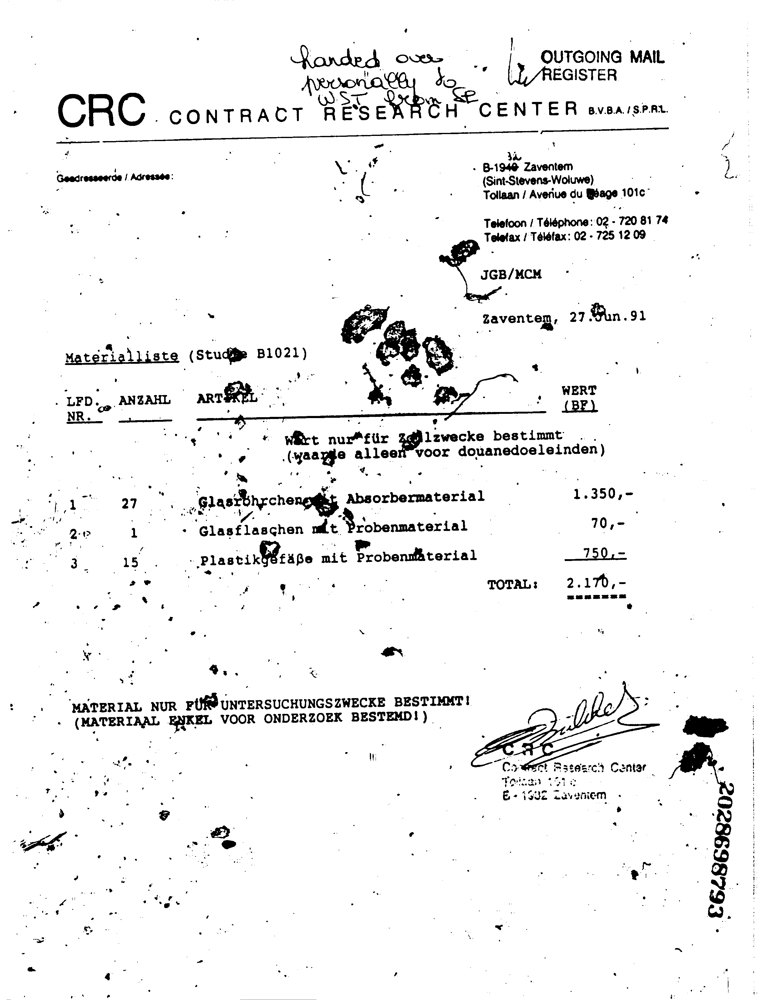 handed over
personally to
WST from SP
OUTGOING MAIL
REGISTER
CRC CONTRACT RESEARCH CENTER B.V.B.A. / S.P.R.L.
Geadresseerde / Adressée:
32
B-1940 Zaventem
(Sint-Stevens-Woluwe)
Tollaan / Avenue du Péage 101c
Telefoon / Téléphone: 02 - 720 81 74
Telefax / Téléfax: 02 - 725 12 09
JGB/MCM
Zaventem, 27.Jun.91
Materialliste (Studie B1021)
LFD. ANZAHL ARTIKEL WERT
NR. (BF)
Wert nur für Zollzwecke bestimmt
(waarde alleen voor douanedoeleinden)
1 27 Glasröhrchen mit Absorbermaterial 1.350,-
2 1 Glasflaschen mit Probenmaterial 70,-
3 15 Plastikgefäße mit Probenmaterial 750,-
TOTAL: 2.170,-
MATERIAL NUR FÜR UNTERSUCHUNGSZWECKE BESTIMMT!
(MATERIAAL ENKEL VOOR ONDERZOEK BESTEMD!)
CRC
Contract Research Center
Tollaan 101 c
B - 1932 Zaventem
2028698793